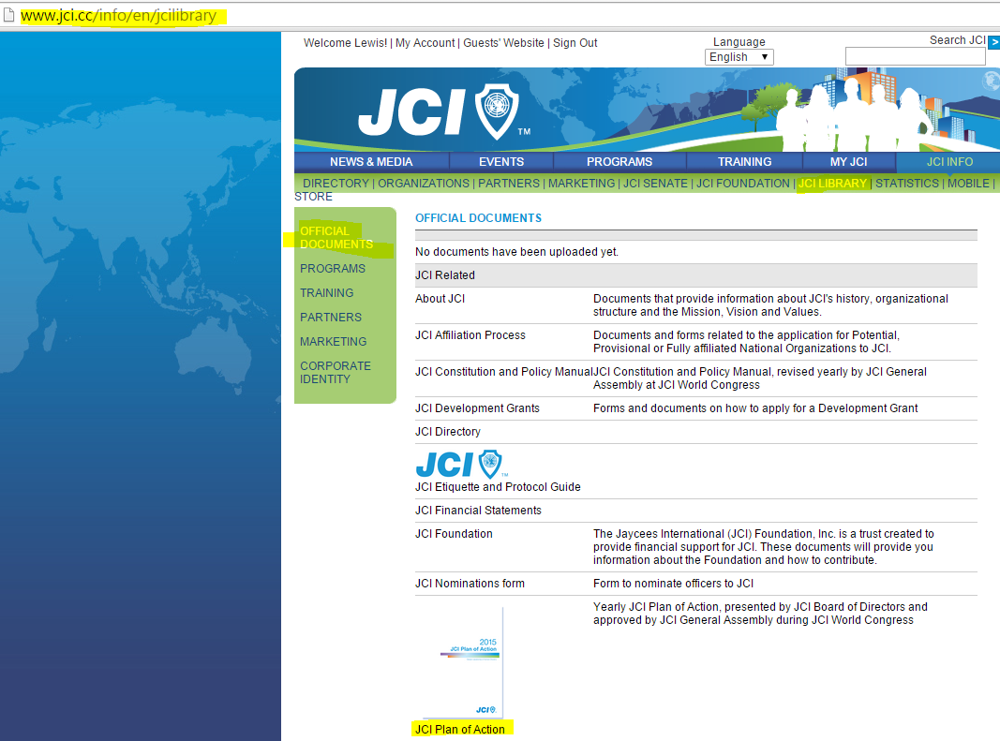 www.jci.cc/info/en/jcilibrary
Welcome Lewis! | My Account | Guests' Website | Sign Out
Language
English
Search JCI
>
JCI TM
NEWS & MEDIA EVENTS PROGRAMS TRAINING MY JCI JCI INFO
DIRECTORY | ORGANIZATIONS | PARTNERS | MARKETING | JCI SENATE | JCI FOUNDATION | JCI LIBRARY | STATISTICS | MOBILE |
STORE
OFFICIAL
DOCUMENTS
PROGRAMS
TRAINING
PARTNERS
MARKETING
CORPORATE
IDENTITY
OFFICIAL DOCUMENTS
No documents have been uploaded yet.
JCI Related
About JCI
Documents that provide information about JCI's history, organizational
structure and the Mission, Vision and Values.
JCI Affiliation Process
Documents and forms related to the application for Potential,
Provisional or Fully affiliated National Organizations to JCI.
JCI Constitution and Policy Manual
JCI Constitution and Policy Manual, revised yearly by JCI General
Assembly at JCI World Congress
JCI Development Grants
Forms and documents on how to apply for a Development Grant
JCI Directory
JCI TM
JCI Etiquette and Protocol Guide
JCI Financial Statements
JCI Foundation
The Jaycees International (JCI) Foundation, Inc. is a trust created to
provide financial support for JCI. These documents will provide you
information about the Foundation and how to contribute.
JCI Nominations form
Form to nominate officers to JCI
2015
JCI Plan of Action
JCI
JCI Plan of Action
Yearly JCI Plan of Action, presented by JCI Board of Directors and
approved by JCI General Assembly during JCI World Congress